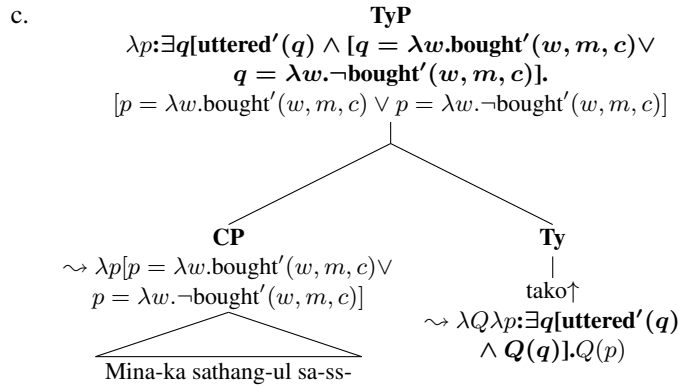 c.
TyP
λp:∃q[uttered′(q) ∧ [q = λw.bought′(w, m, c)∨
q = λw.¬bought′(w, m, c)].
[p = λw.bought′(w, m, c) ∨ p = λw.¬bought′(w, m, c)]
CP
⇝ λp[p = λw.bought′(w, m, c)∨
p = λw.¬bought′(w, m, c)]
Mina-ka sathang-ul sa-ss-
Ty
tako↑
⇝ λQλp:∃q[uttered′(q)
∧ Q(q)].Q(p)